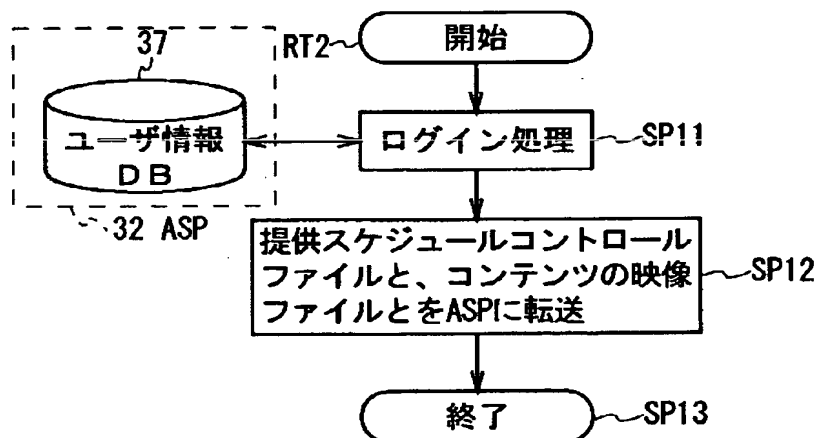 37
RT2
開始
ユーザ情報
DB
ログイン処理
SP11
32 ASP
提供スケジュールコントロール
ファイルと、コンテンツの映像
ファイルとをASPに転送
SP12
終了
SP13